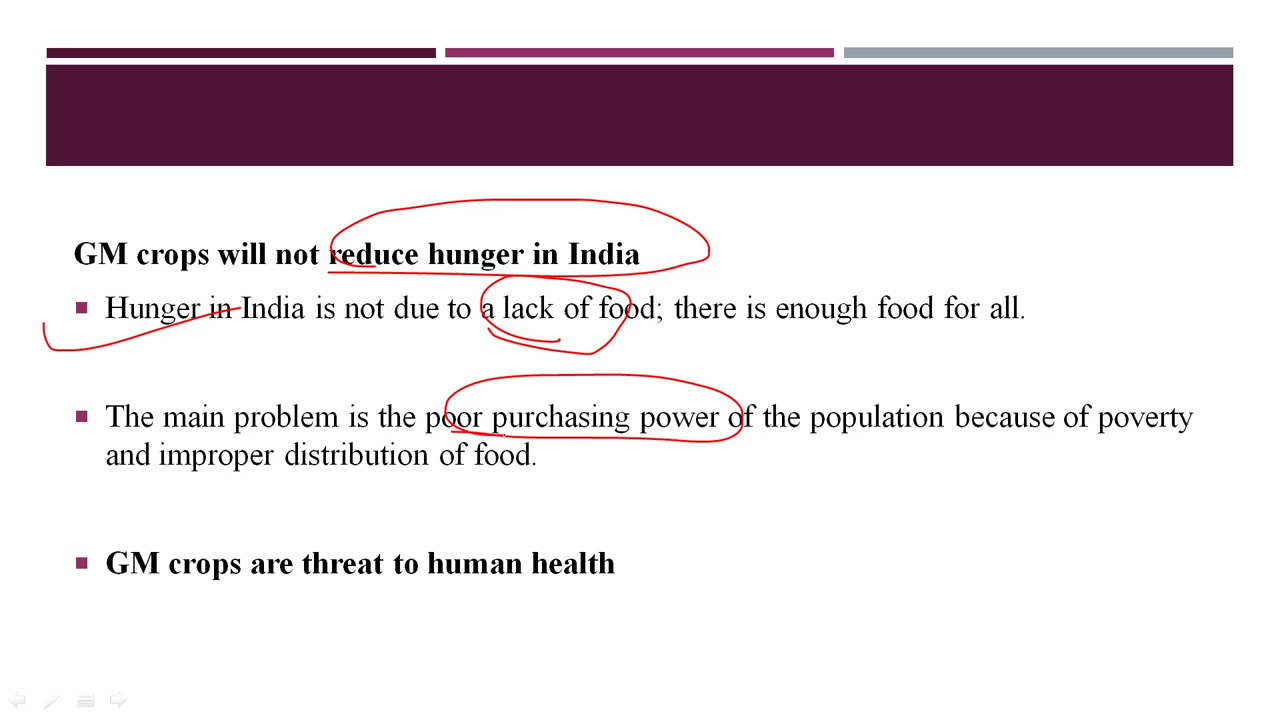 GM crops will not reduce hunger in India
Hunger in India is not due to a lack of food; there is enough food for all.
The main problem is the poor purchasing power of the population because of poverty
and improper distribution of food.
GM crops are threat to human health